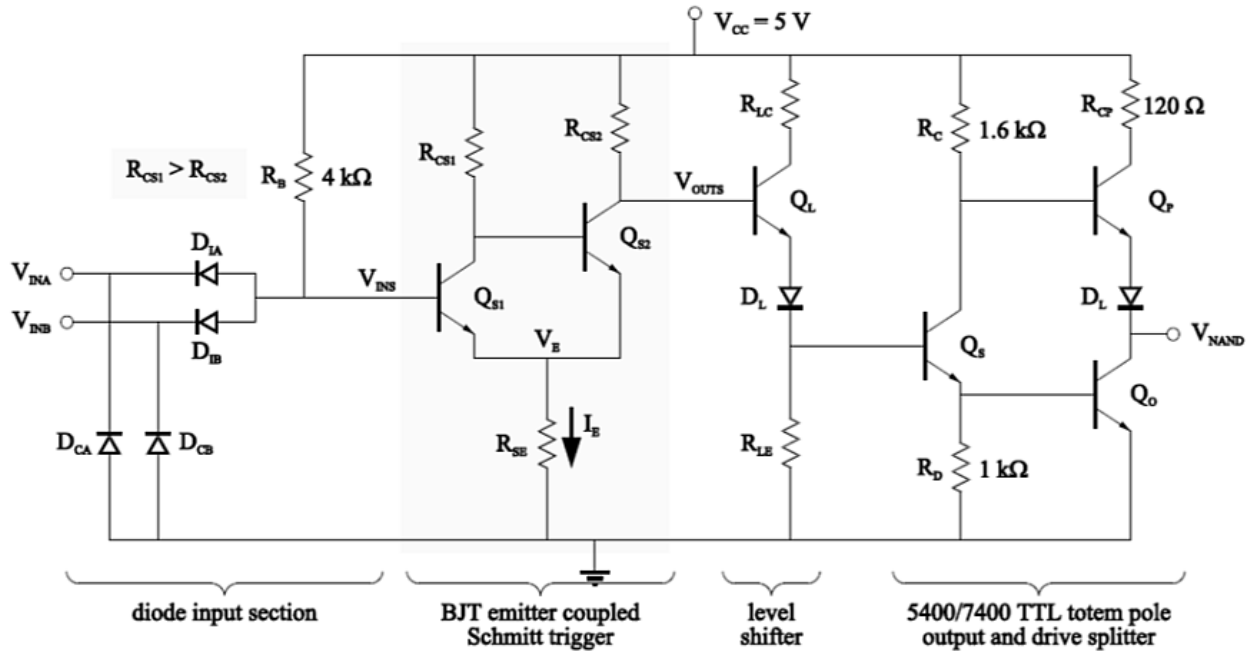 V_CC = 5 V
R_LC
R_CP
120 Ω
R_CS2
R_C
1.6 kΩ
R_CS1
R_CS1 > R_CS2
R_B
4 kΩ
V_OUTS
Q_L
Q_P
D_IA
Q_S2
V_INA
V_INS
Q_S1
D_L
D_L
V_INB
D_IB
V_E
Q_S
V_NAND
Q_O
D_CA
D_CB
I_E
R_SE
R_LE
R_D
1 kΩ
diode input section
BJT emitter coupled
Schmitt trigger
level
shifter
5400/7400 TTL totem pole
output and drive splitter